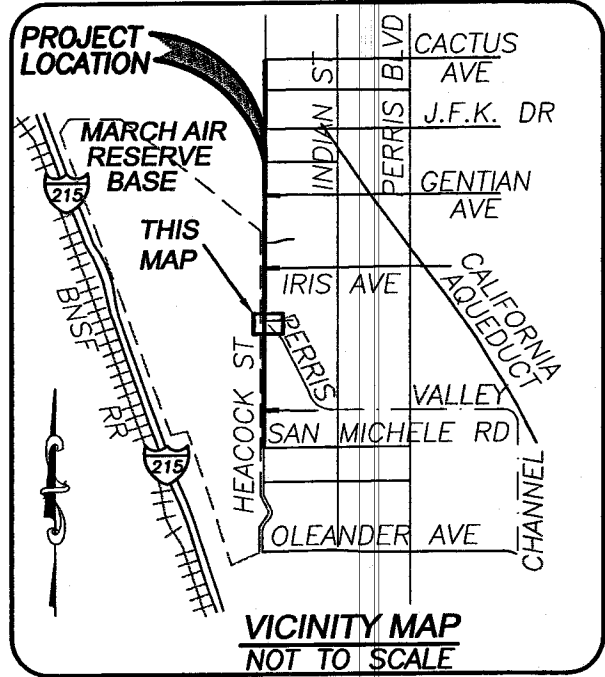 PROJECT
LOCATION
INDIAN ST
PERRIS BLVD
CACTUS
AVE
J.F.K. DR
MARCH AIR
RESERVE
BASE
215
GENTIAN
AVE
THIS
MAP
IRIS AVE
CALIFORNIA
AQUEDUCT
BNSF
RR
PERRIS
VALLEY
CHANNEL
HEACOCK ST
SAN MICHELE RD
215
OLEANDER AVE
VICINITY MAP
NOT TO SCALE